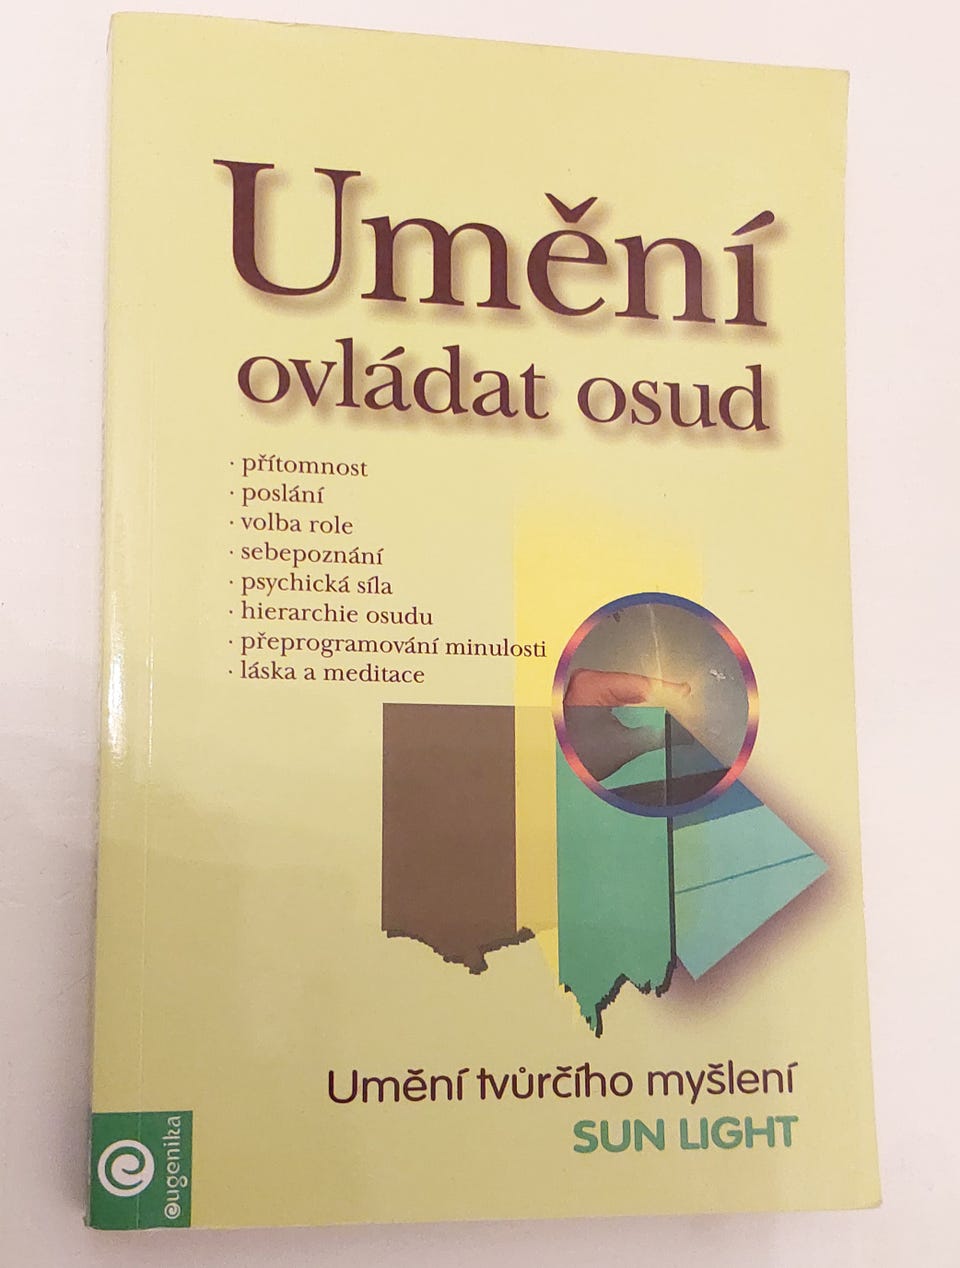 Umění
ovládat osud
· přítomnost
· poslání
· volba role
· sebepoznání
· psychická síla
· hierarchie osudu
· přeprogramování minulosti
· láska a meditace
Umění tvůrčího myšlení
SUN LIGHT
eugenika